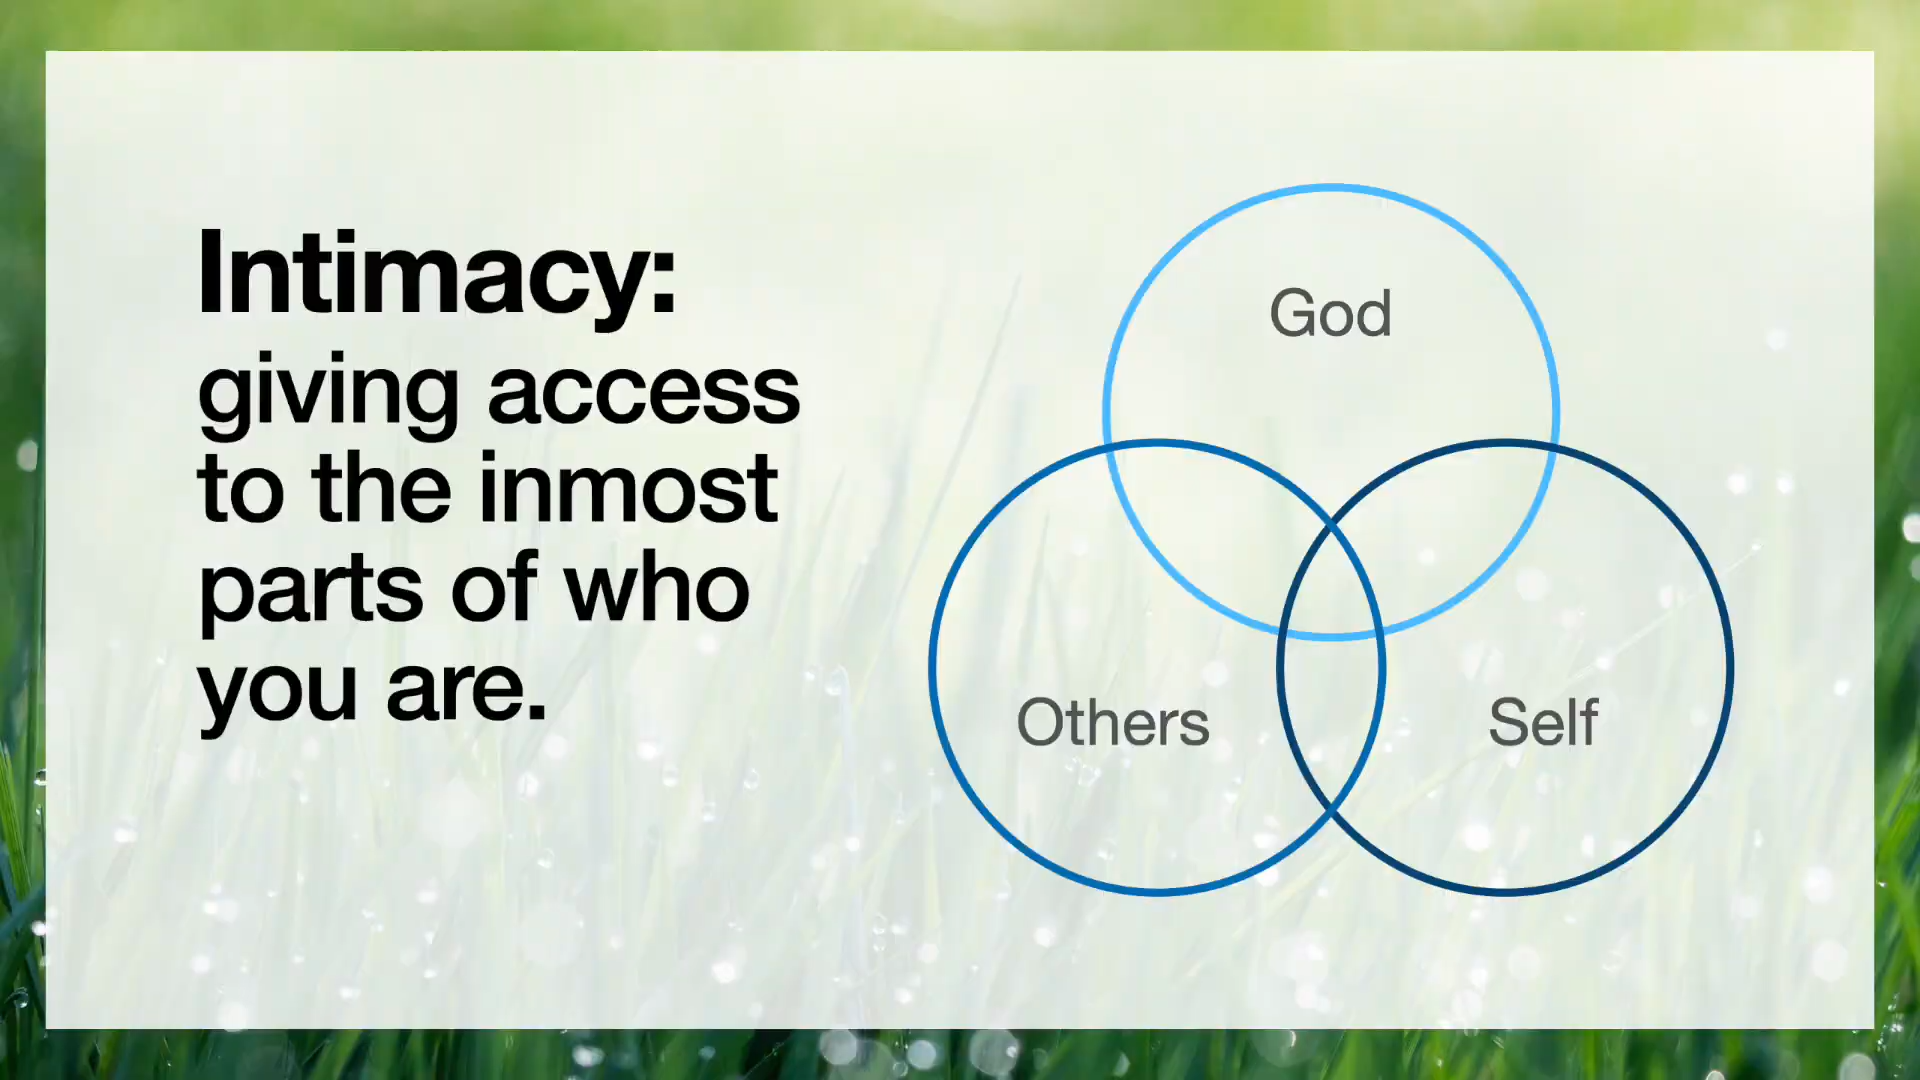 Intimacy:
giving access
to the inmost
parts of who
you are.
God
Others
Self